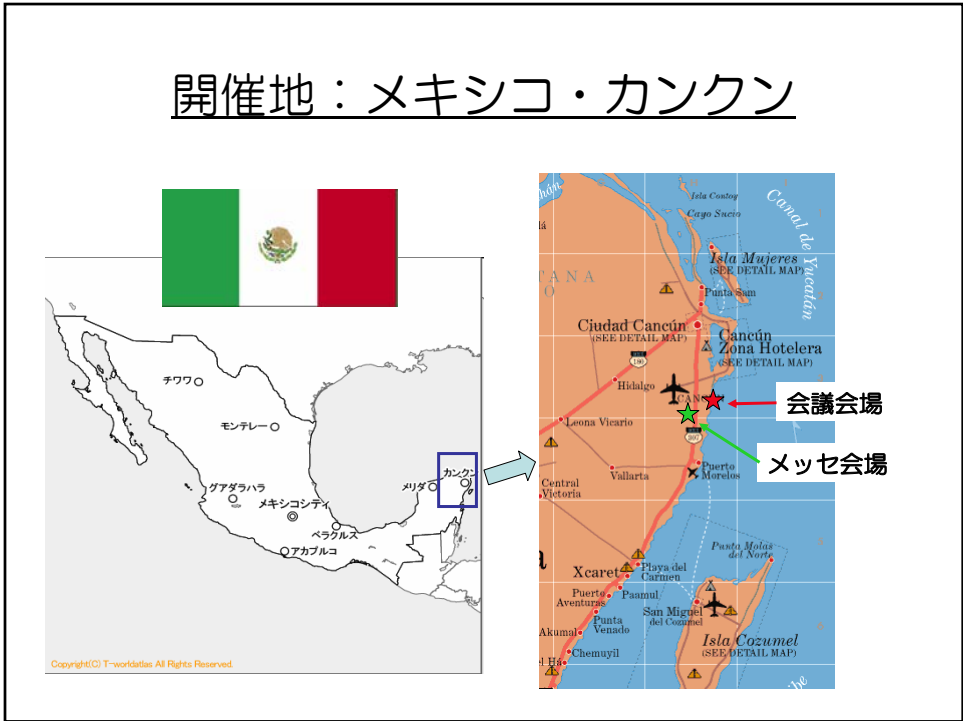 開催地：メキシコ・カンクン
チワワ
モンテレー
グアダラハラ
メキシコシティ
ベラクルス
アカプルコ
メリダ
カンクン
Copyright(C) T-worldatlas All Rights Reserved.
Isla Contoy
Cayo Sucio
Canal de Yucatán
Isla Mujeres
(SEE DETAIL MAP)
Punta Sam
Ciudad Cancún
(SEE DETAIL MAP)
Cancún
Zona Hotelera
(SEE DETAIL MAP)
180
Hidalgo
Leona Vicario
307
Vallarta
Puerto
Morelos
Central
Victoria
会議会場
メッセ会場
Punta Molas
del Norte
Xcaret
Playa del
Carmen
Puerto
Aventuras
Paamul
Punta
Venado
San Miguel
del Cozumel
Akumal
Chemuyil
Isla Cozumel
(SEE DETAIL MAP)